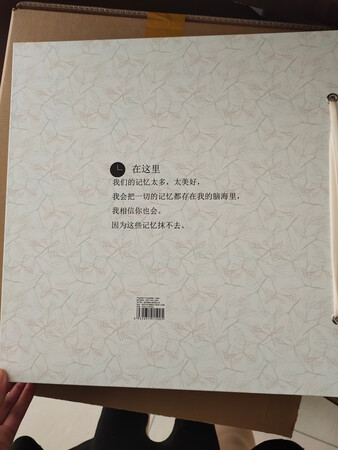 在这里
我们的记忆太多，太美好，
我会把一切的记忆都存在我的脑海里，
我相信你也会。
因为这些记忆抹不去。